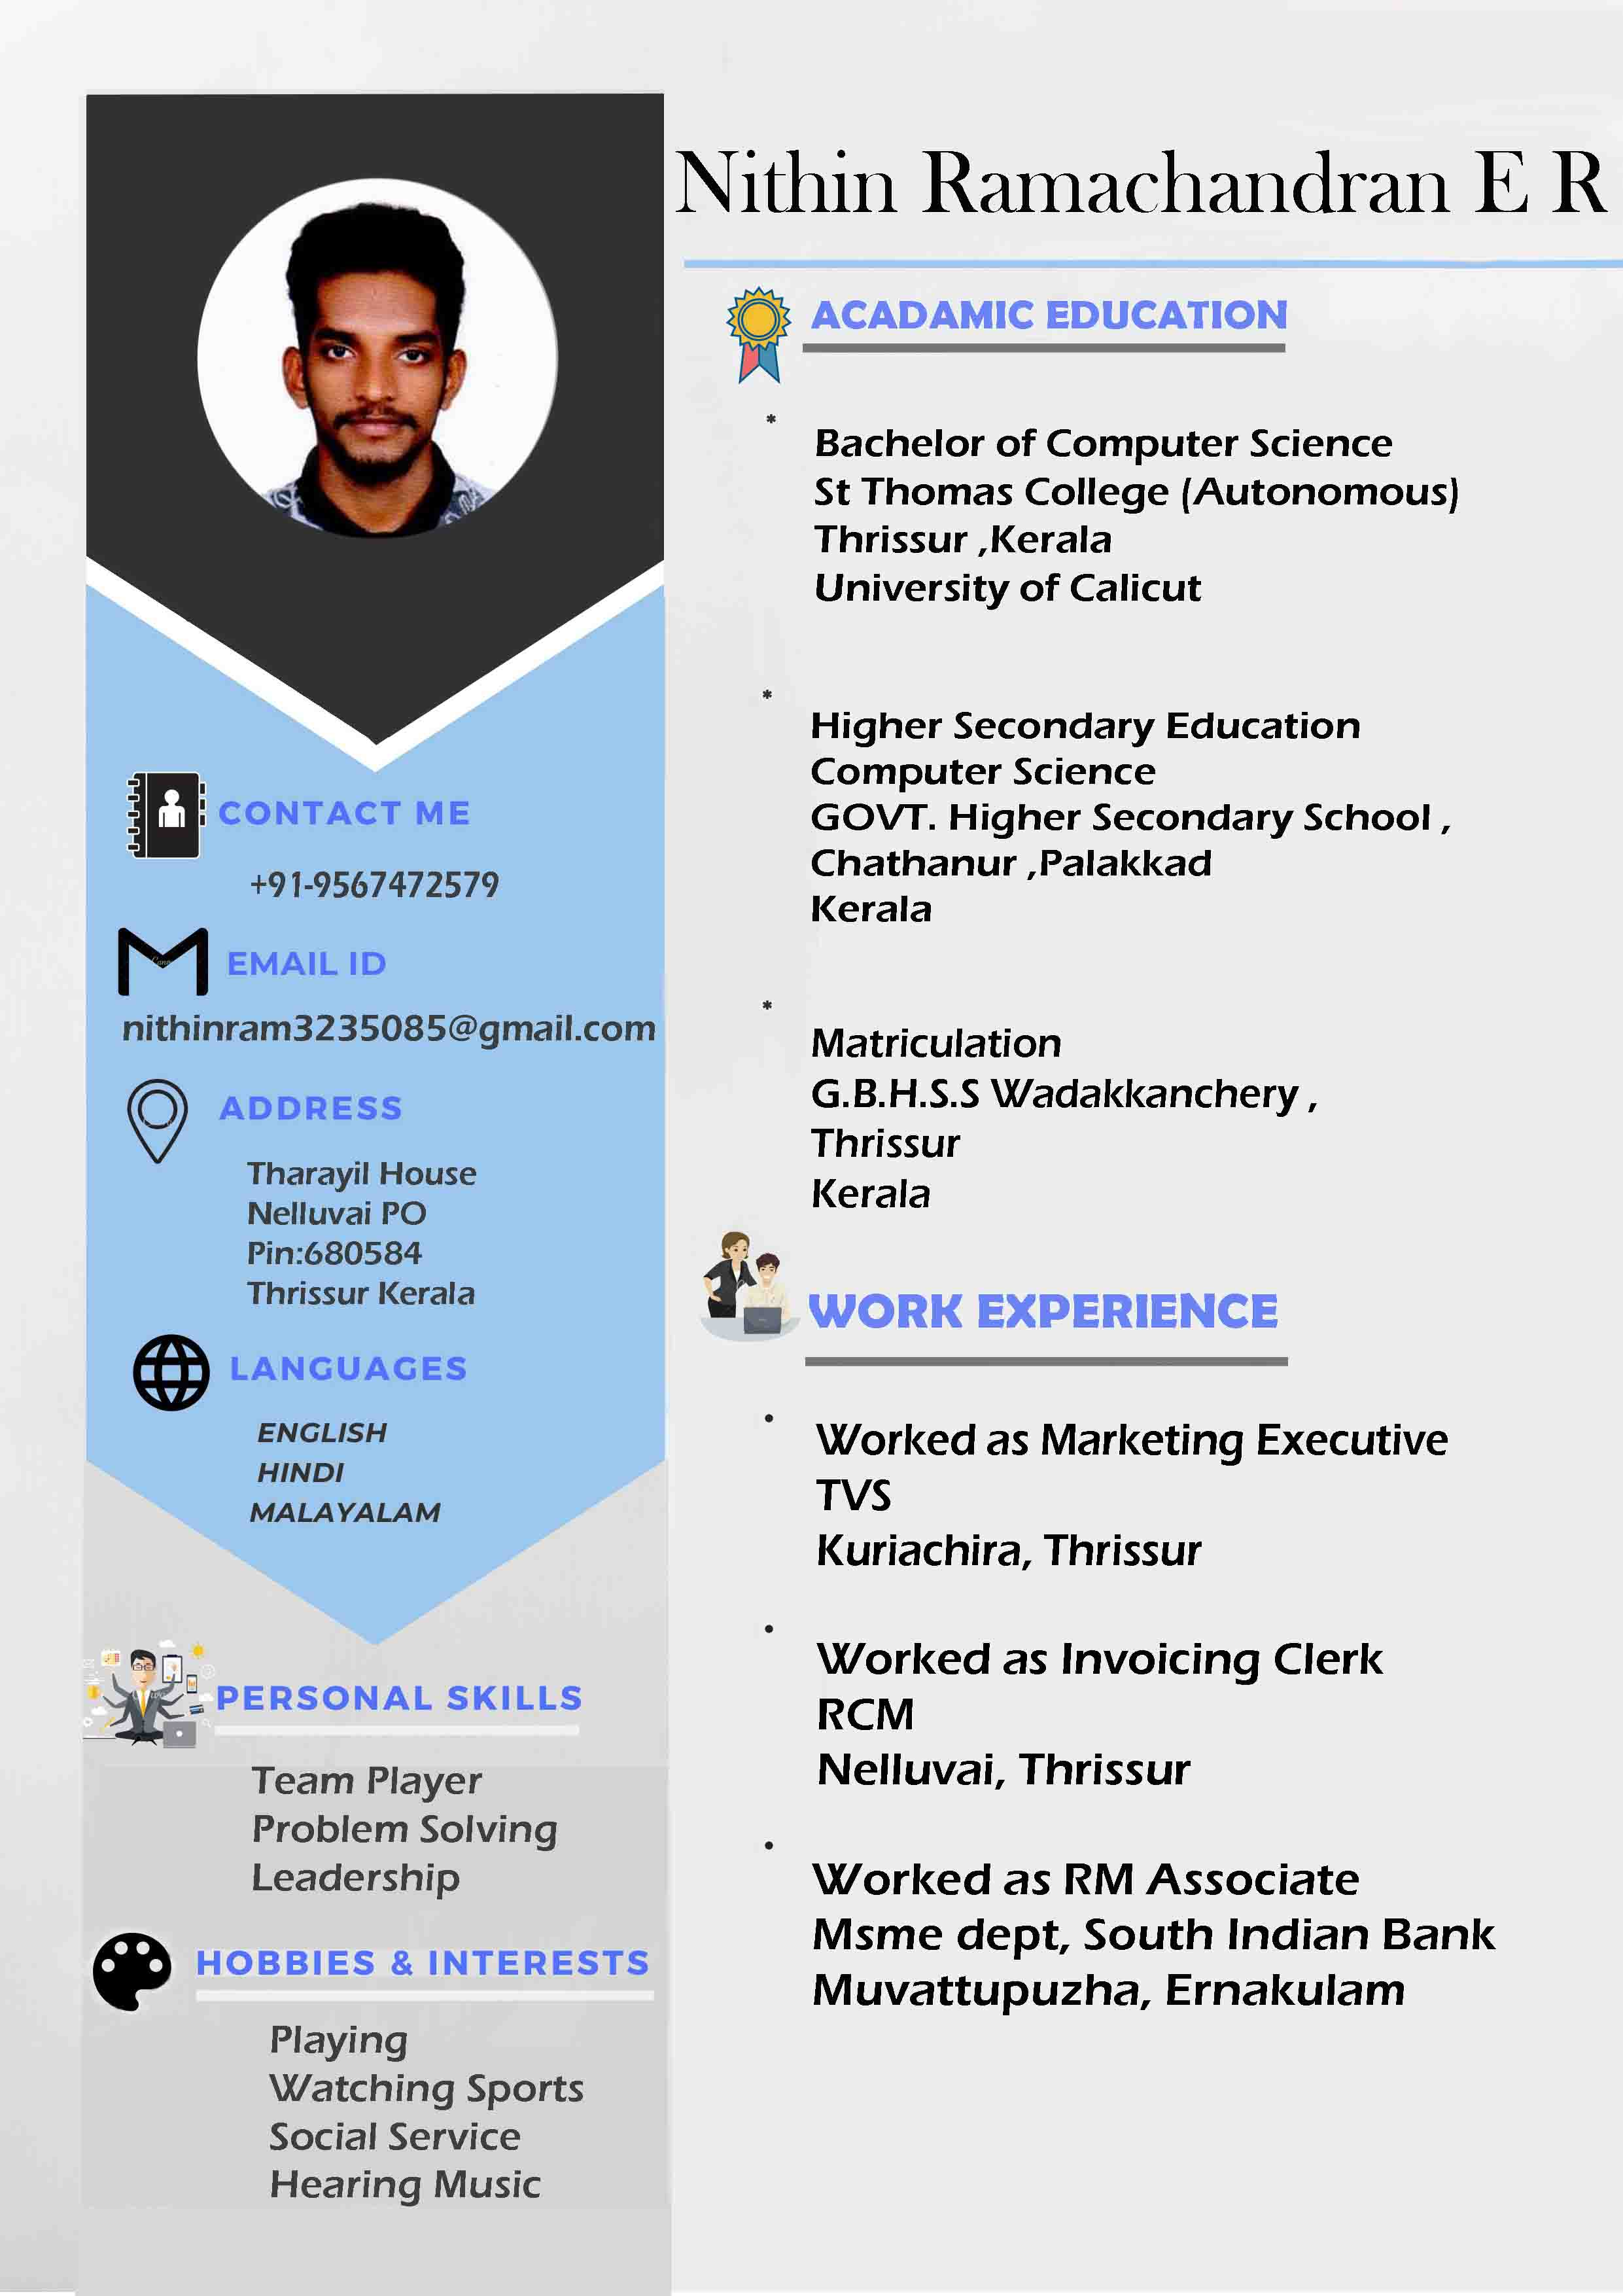 Nithin Ramachandran E R
CONTACT ME
+91-9567472579
EMAIL ID
nithinram3235085@gmail.com
ADDRESS
Tharayil House
Nelluvai PO
Pin:680584
Thrissur Kerala
LANGUAGES
ENGLISH
HINDI
MALAYALAM
PERSONAL SKILLS
Team Player
Problem Solving
Leadership
HOBBIES & INTERESTS
Playing
Watching Sports
Social Service
Hearing Music
ACADAMIC EDUCATION
*
Bachelor of Computer Science
St Thomas College (Autonomous)
Thrissur ,Kerala
University of Calicut
*
Higher Secondary Education
Computer Science
GOVT. Higher Secondary School ,
Chathanur ,Palakkad
Kerala
*
Matriculation
G.B.H.S.S Wadakkanchery ,
Thrissur
Kerala
WORK EXPERIENCE
• Worked as Marketing Executive
TVS
Kuriachira, Thrissur
• Worked as Invoicing Clerk
RCM
Nelluvai, Thrissur
• Worked as RM Associate
Msme dept, South Indian Bank
Muvattupuzha, Ernakulam